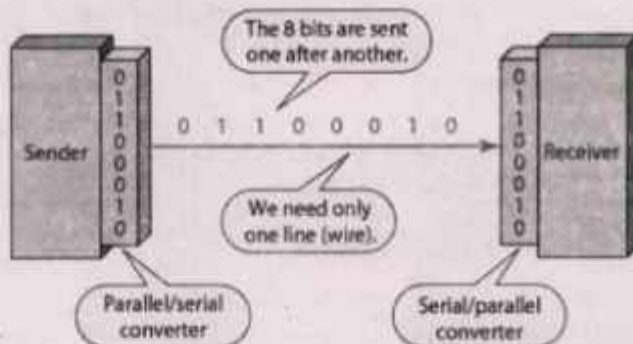 The 8 bits are sent
one after another.
0
1
1
0
0
0
1
0
Sender
0 1 1 0 0 0 1 0
0
1
1
0
0
0
1
0
Receiver
We need only
one line (wire).
Parallel/serial
converter
Serial/parallel
converter